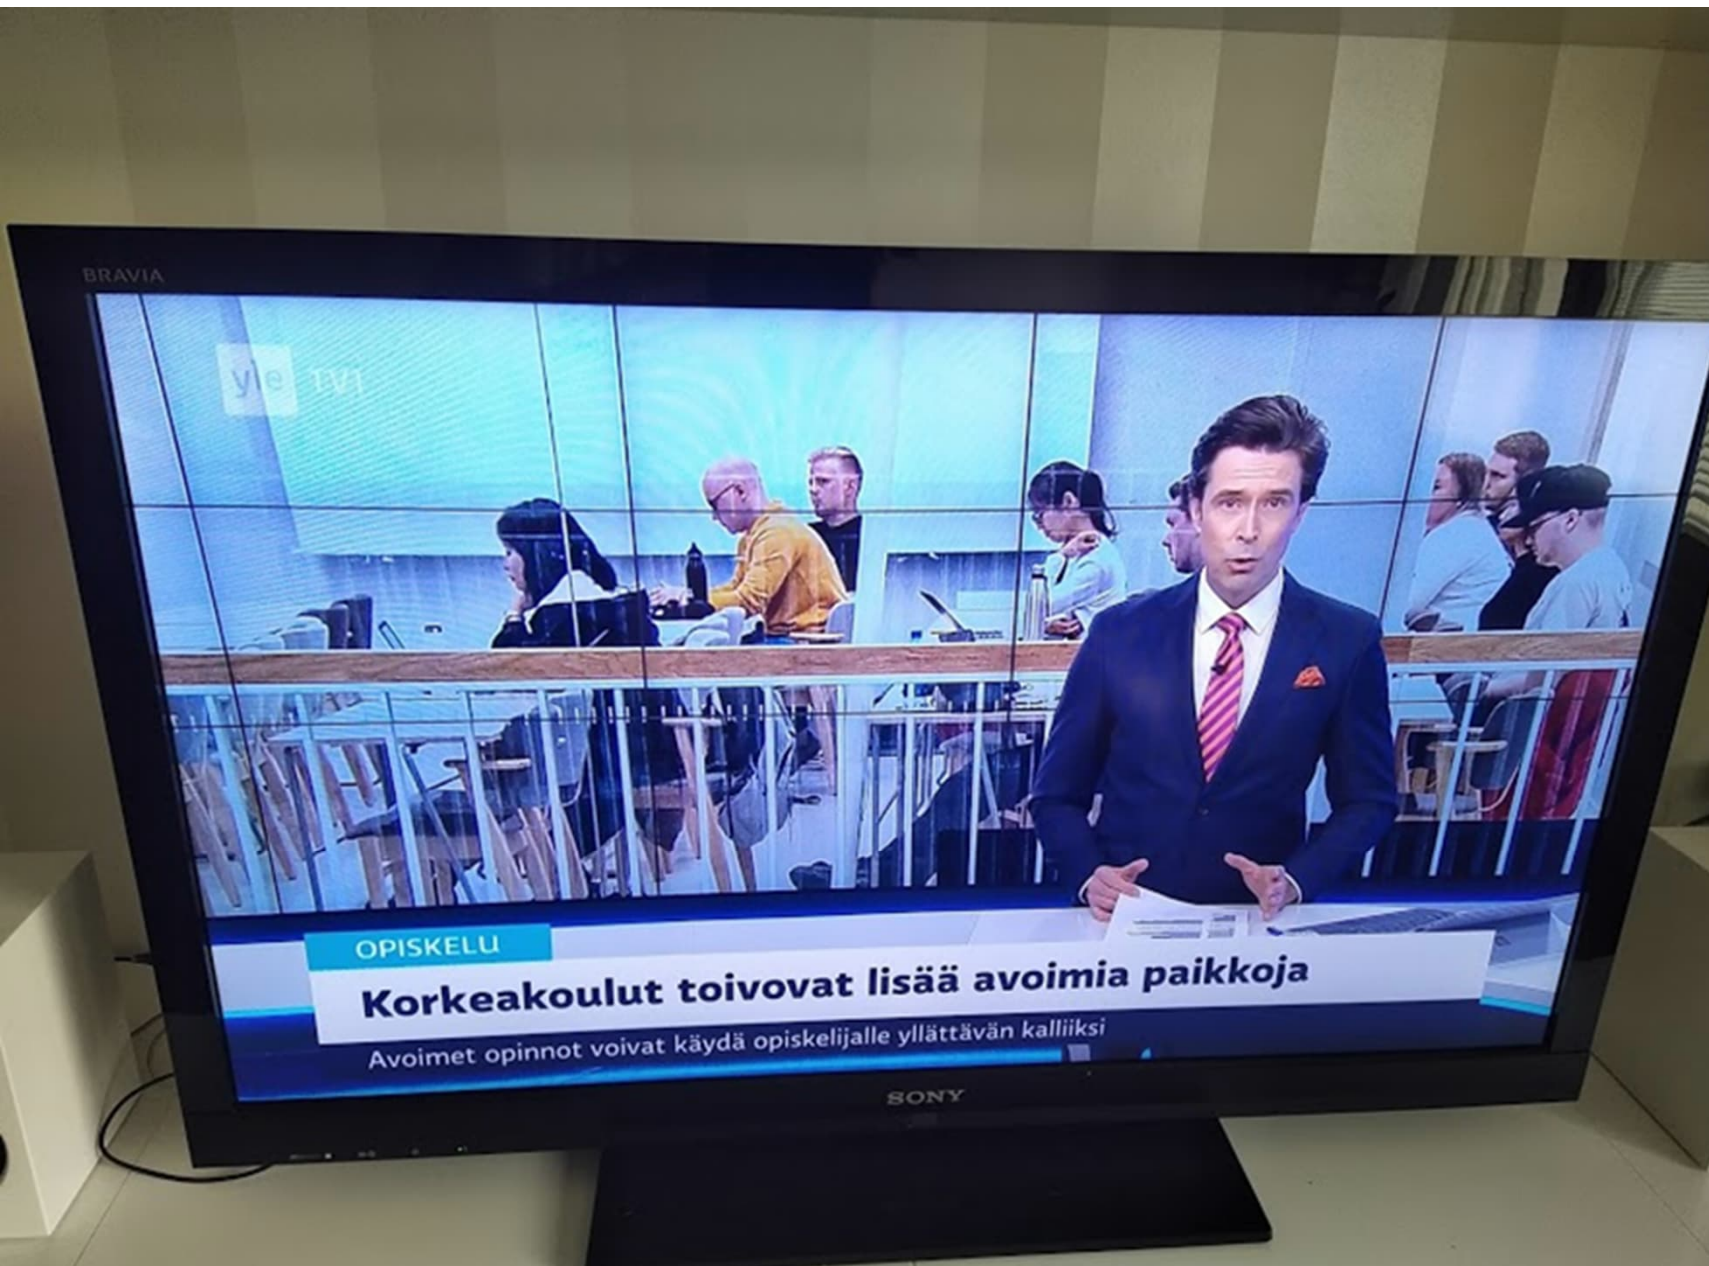 BRAVIA
yle TV1
OPISKELU
Korkeakoulut toivovat lisää avoimia paikkoja
Avoimet opinnot voivat käydä opiskelijalle yllättävän kalliiksi
SONY